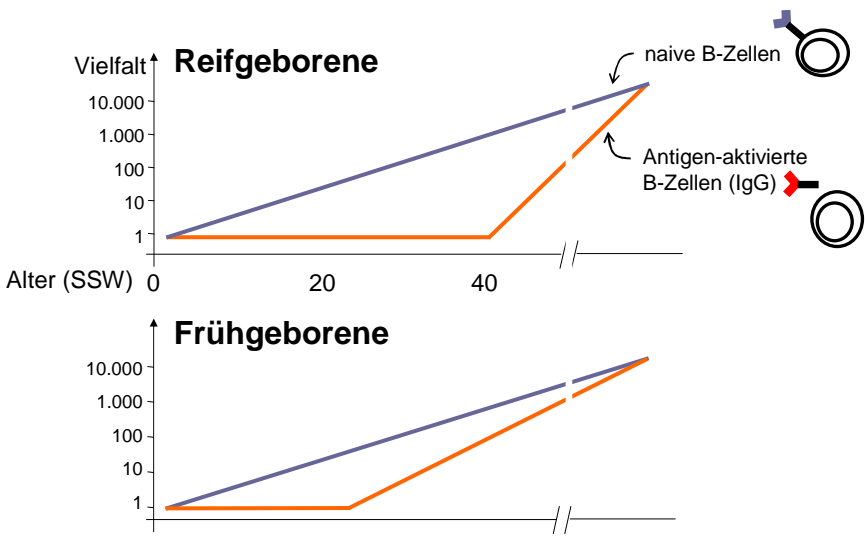 Reifgeborene
Vielfalt
naive B-Zellen
10.000
1.000
100
10
1
Antigen-aktivierte
B-Zellen (IgG)
Alter (SSW) 0 20 40
Frühgeborene
10.000
1.000
100
10
1